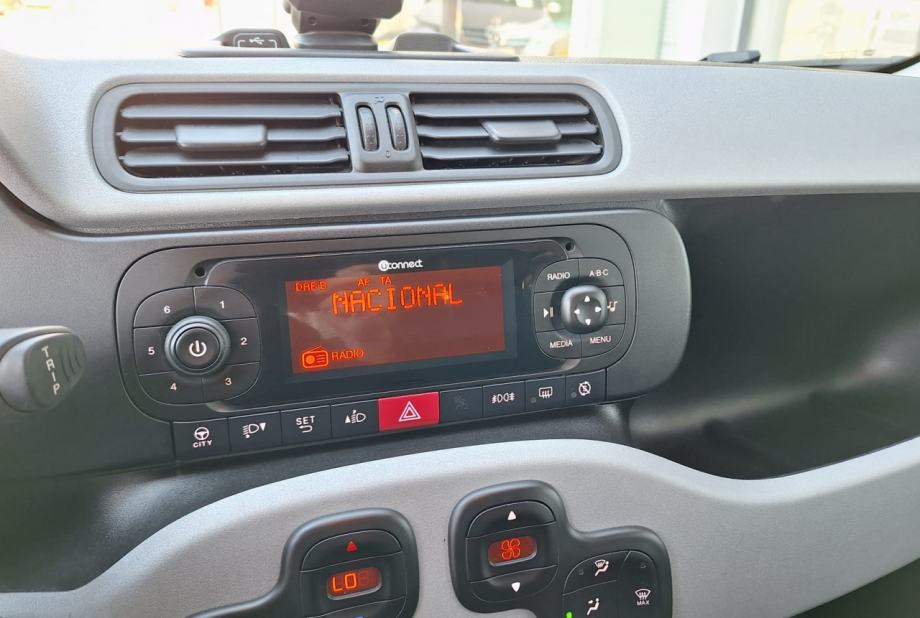 uconnect
DAB-B AF TA
NACIONAL
RADIO
6 1
5 2
4 3
RADIO A·B·C
MEDIA MENU
TRIP
CITY
SET
LO
MAX